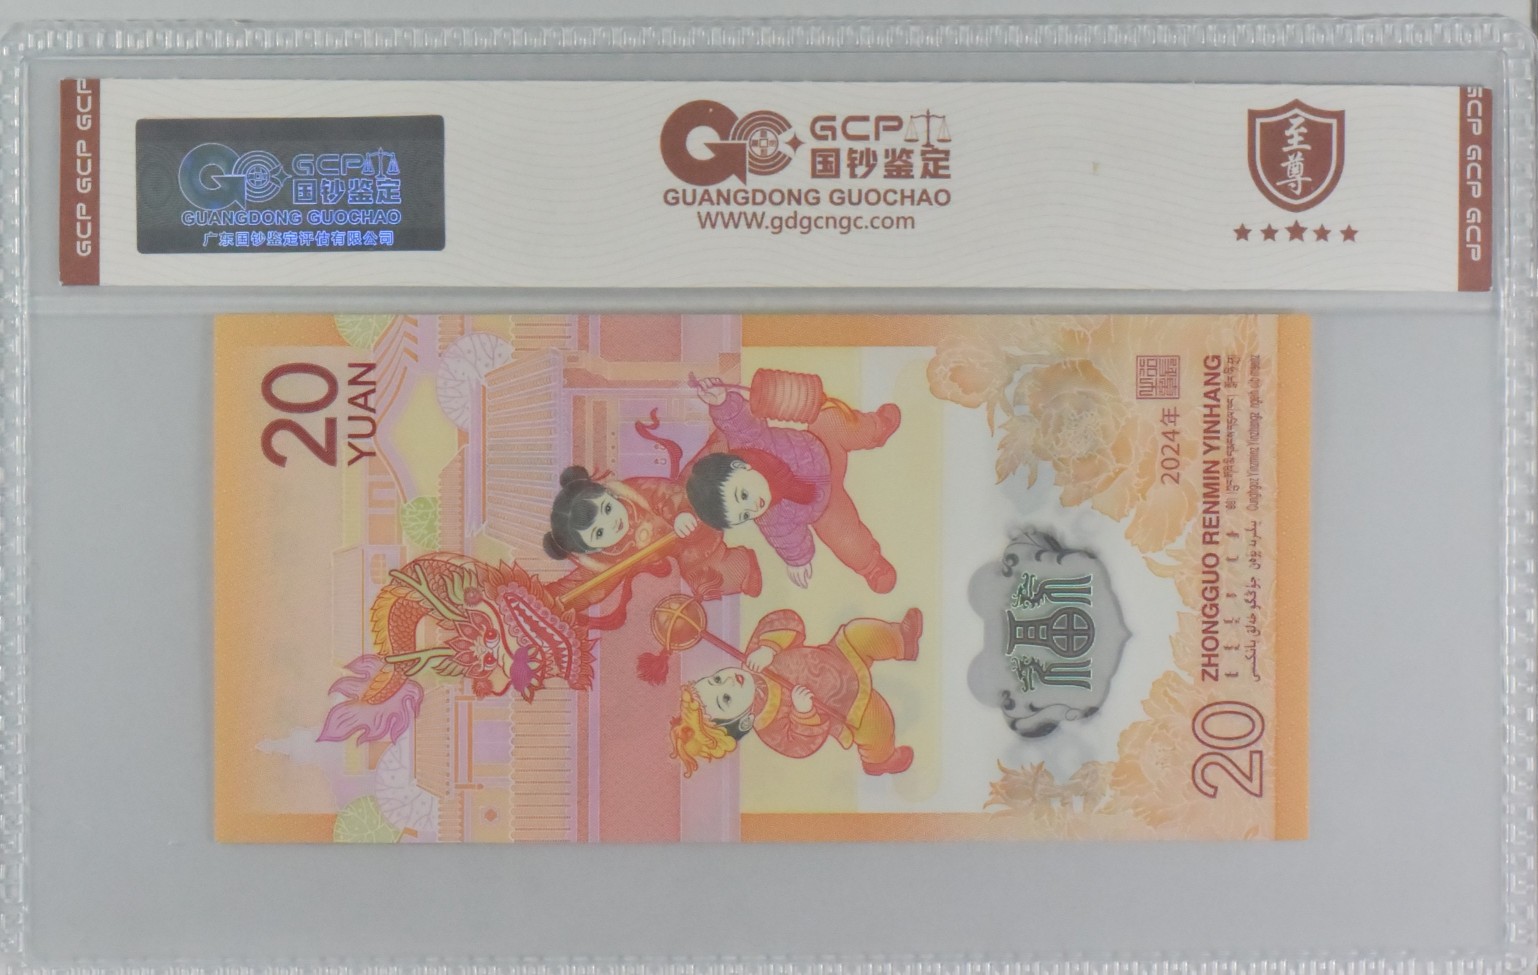 GCP GCP GCP
GCP 国钞鉴定
GUANGDONG GUOCHAO
广东国钞鉴定评估有限公司
GCP
国钞鉴定
GUANGDONG GUOCHAO
WWW.gdgcngc.com
至尊
GCP GCP GCP
20
YUAN
2024年
ZHONGGUO RENMIN YINHANG
20